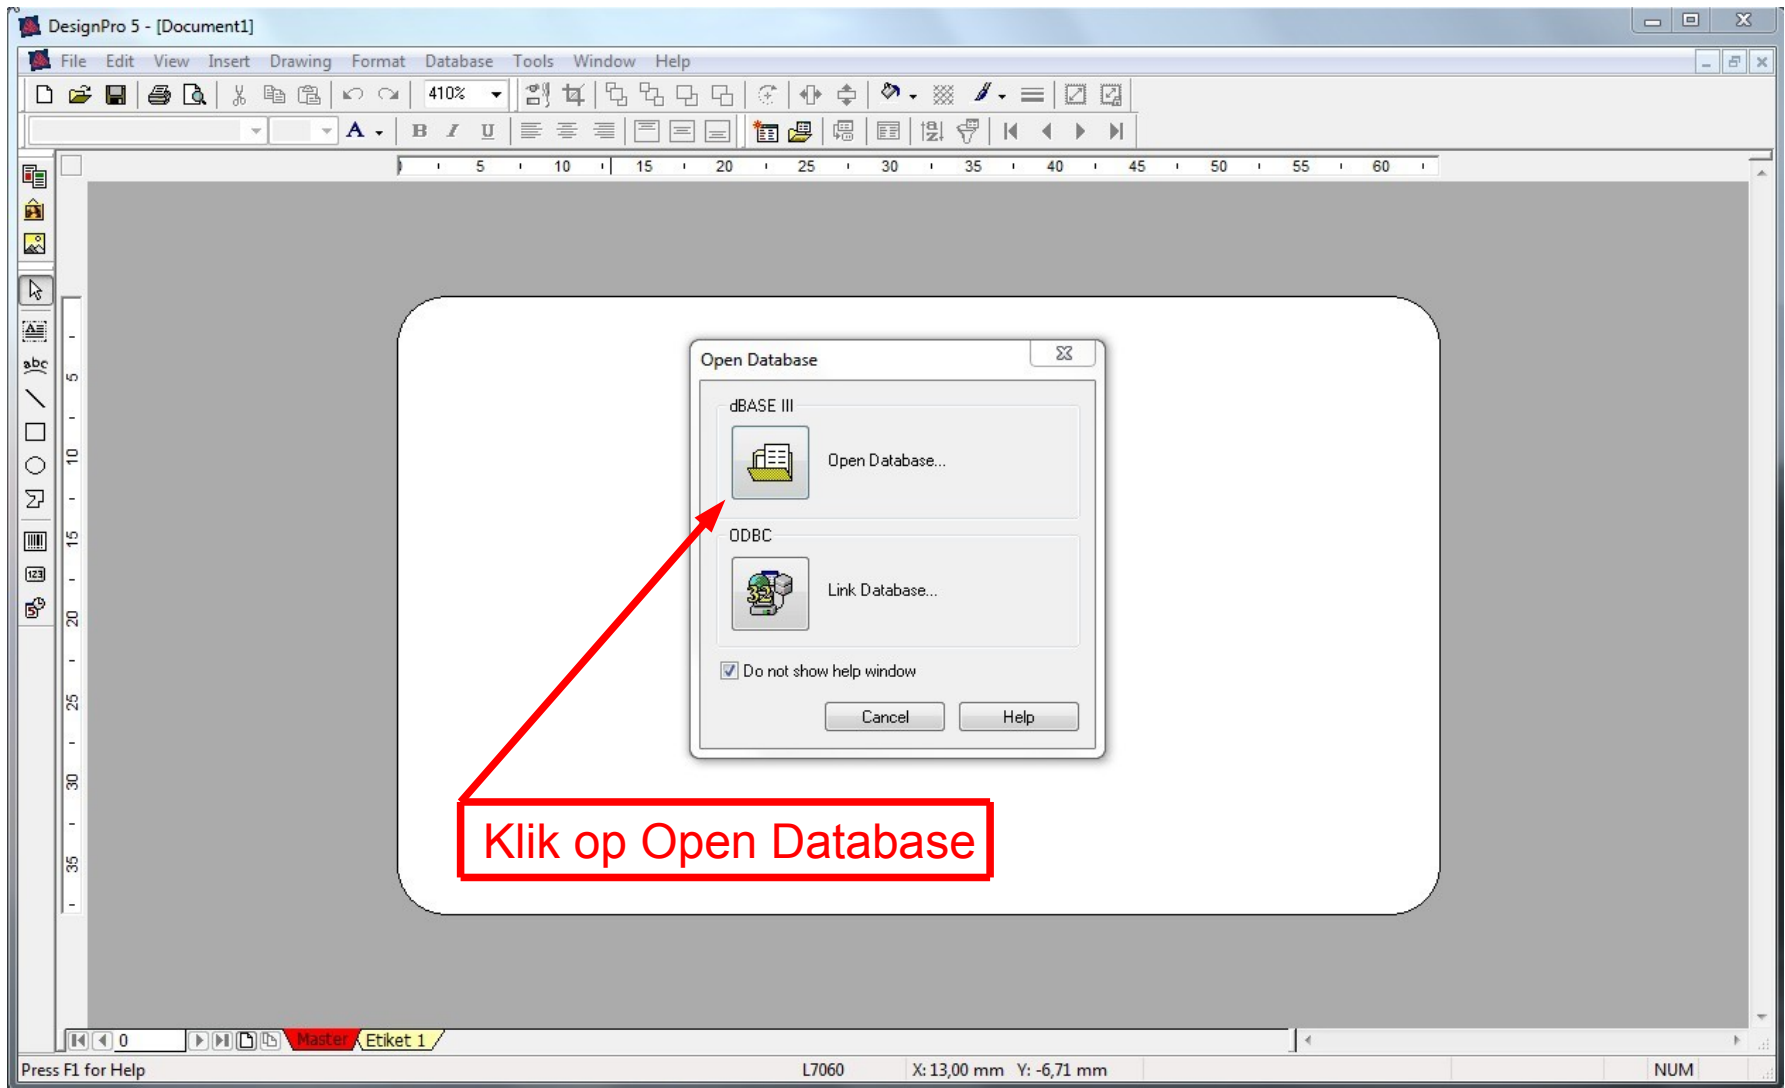 DesignPro 5 - [Document1]
File Edit View Insert Drawing Format Database Tools Window Help
410%
A B I U
5 10 15 20 25 30 35 40 45 50 55 60
abc
5
10
15
123
20
25
30
35
Open Database
dBASE III
Open Database...
ODBC
Link Database...
Do not show help window
Cancel Help
Klik op Open Database
0 Master Etiket 1
Press F1 for Help L7060 X: 13,00 mm Y: -6,71 mm NUM